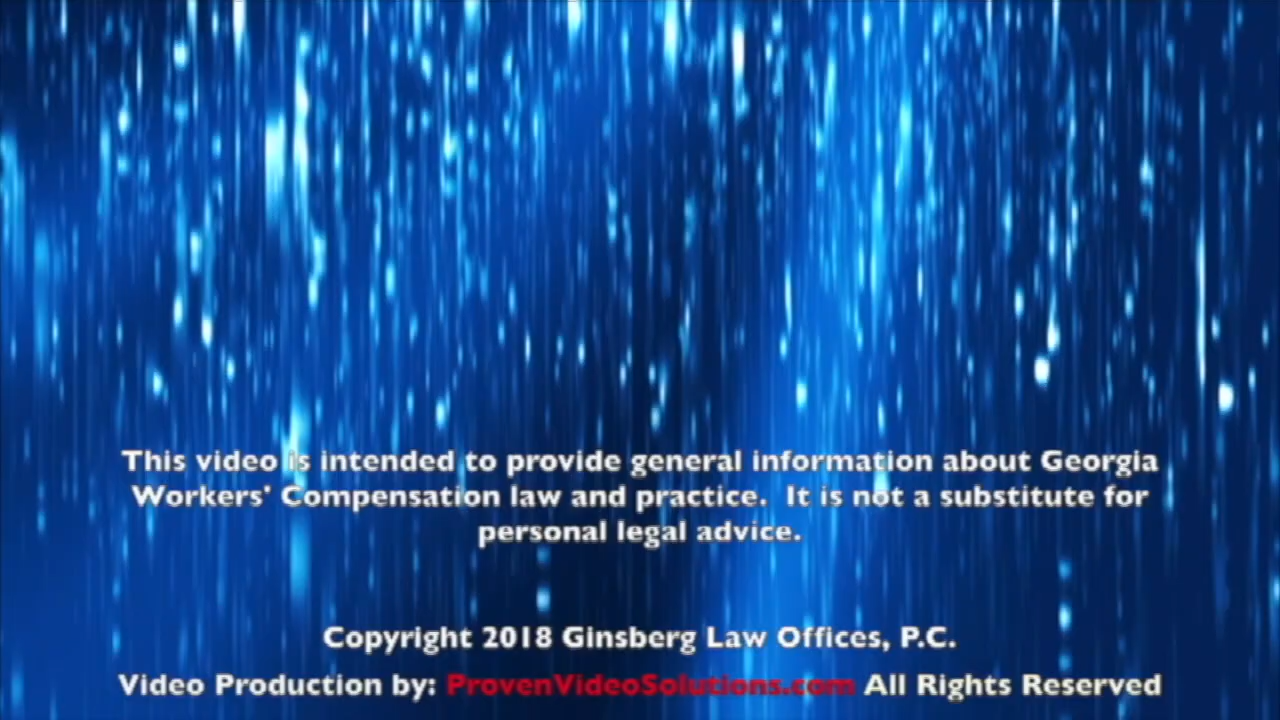 This video is intended to provide general information about Georgia
Workers' Compensation law and practice.  It is not a substitute for
personal legal advice.
Copyright 2018 Ginsberg Law Offices, P.C.
Video Production by: ProvenVideoSolutions.com All Rights Reserved